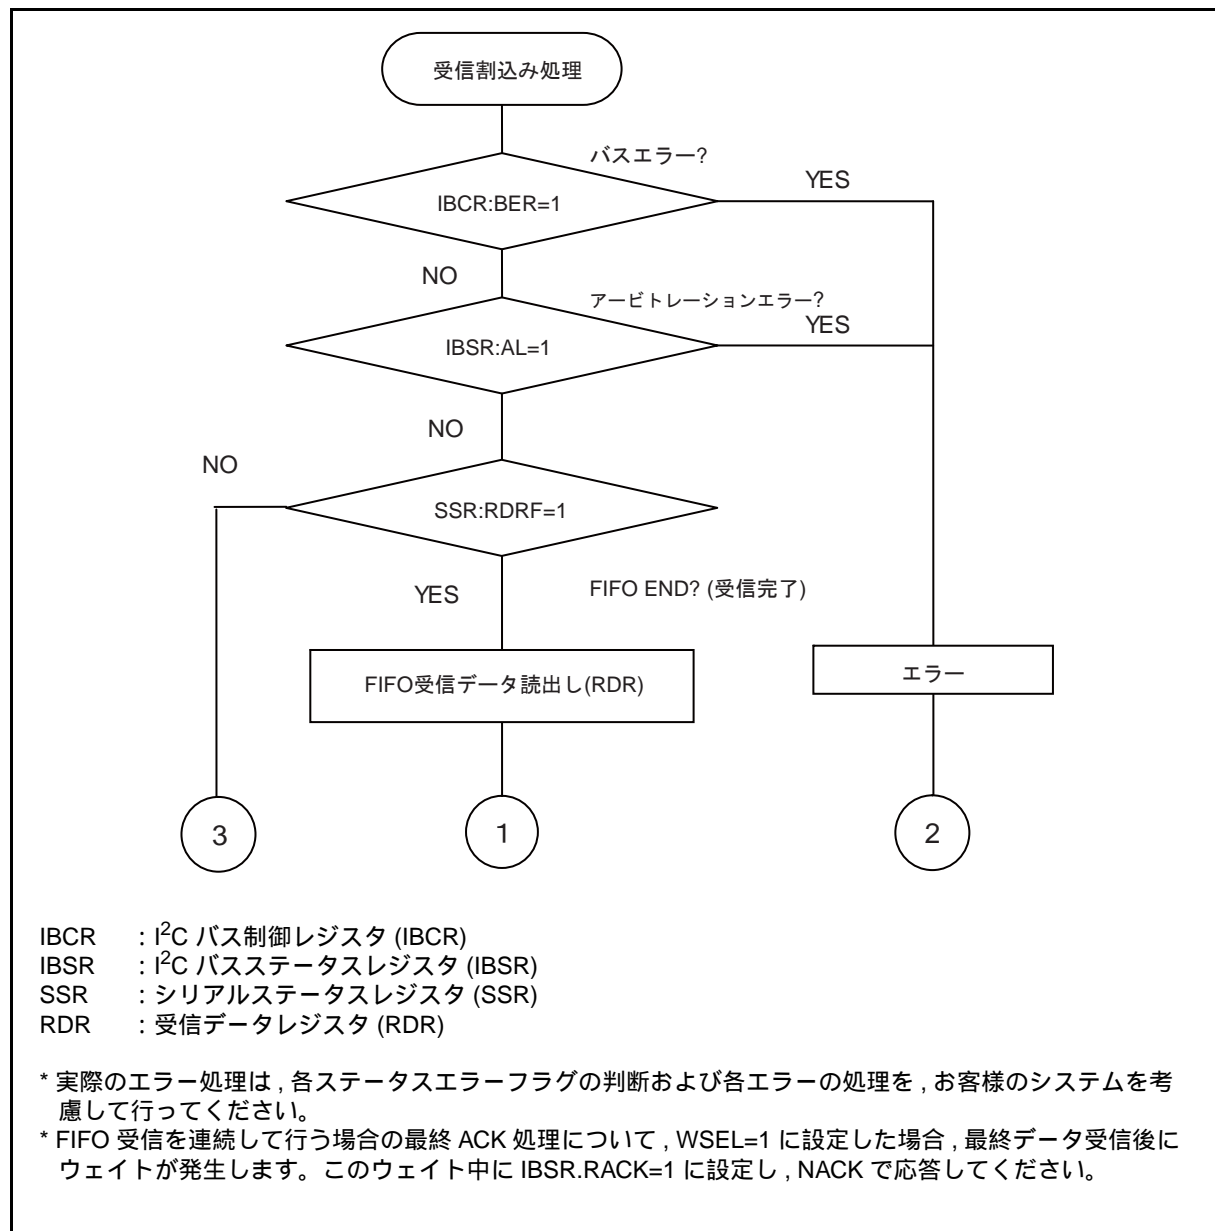 受信割込み処理
バスエラー?
YES
IBCR:BER=1
NO
アービトレーションエラー?
YES
IBSR:AL=1
NO
NO
SSR:RDRF=1
YES
FIFO END? (受信完了)
FIFO受信データ読出し(RDR)
エラー
3
1
2
IBCR : I²C バス制御レジスタ (IBCR)
IBSR : I²C バスステータスレジスタ (IBSR)
SSR : シリアルステータスレジスタ (SSR)
RDR : 受信データレジスタ (RDR)
* 実際のエラー処理は , 各ステータスエラーフラグの判断および各エラーの処理を , お客様のシステムを考
慮して行ってください。
* FIFO 受信を連続して行う場合の最終 ACK 処理について , WSEL=1 に設定した場合 , 最終データ受信後に
ウェイトが発生します。このウェイト中に IBSR.RACK=1 に設定し , NACK で応答してください。